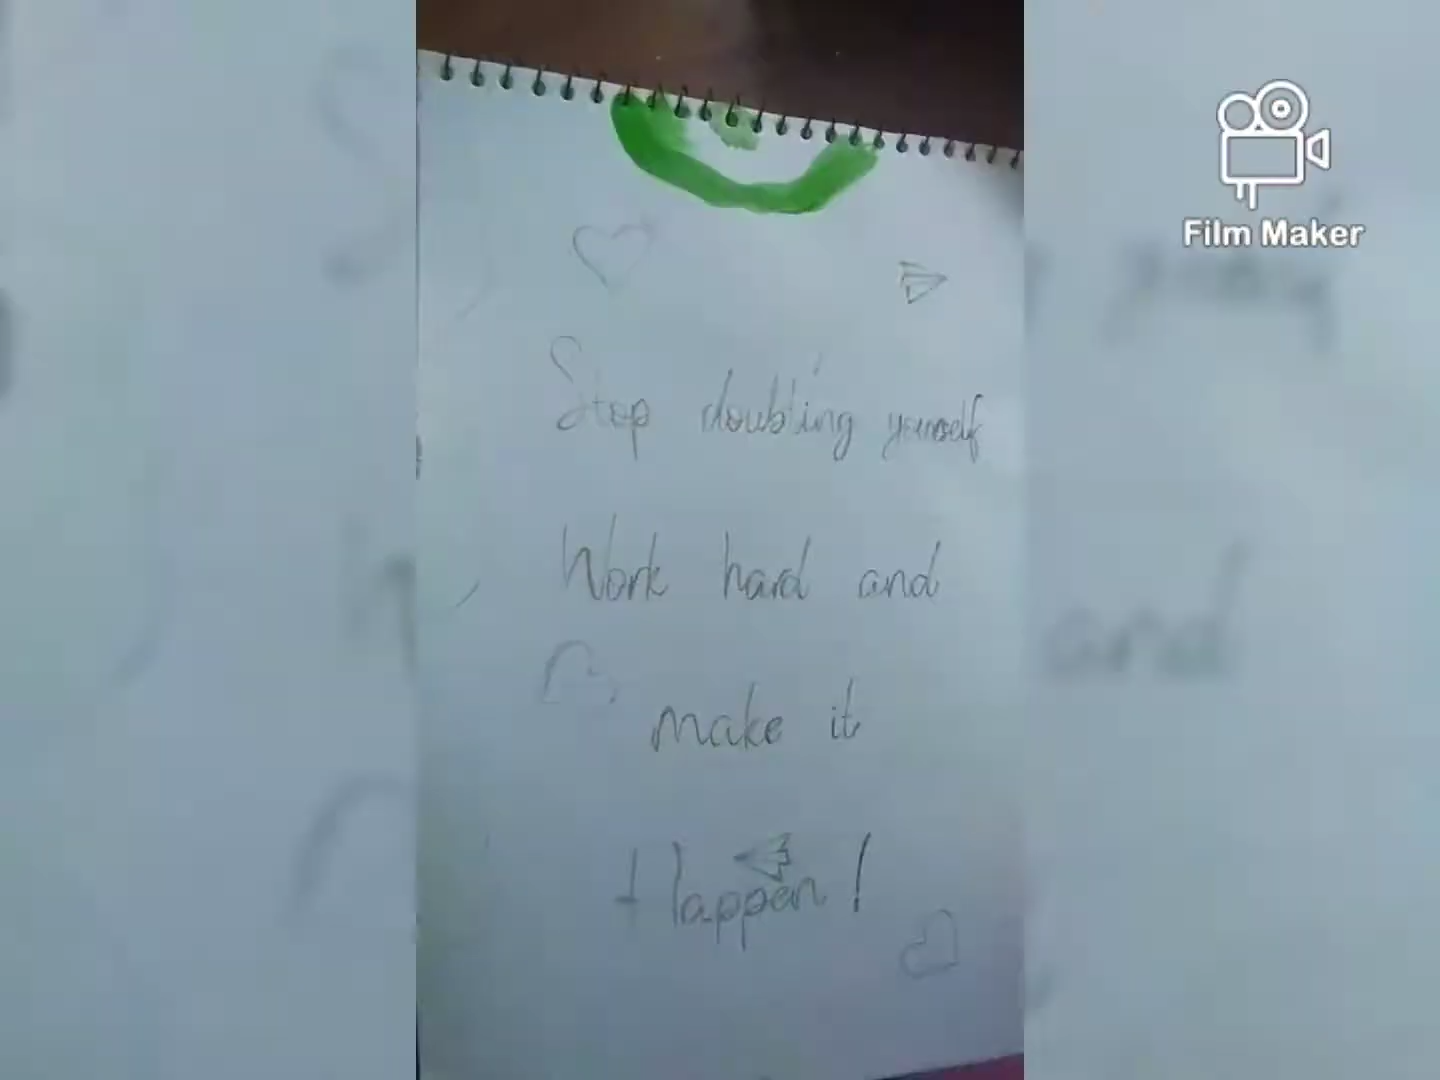 Film Maker
Stop doubting yourself
Work hard and
make it
Happen!